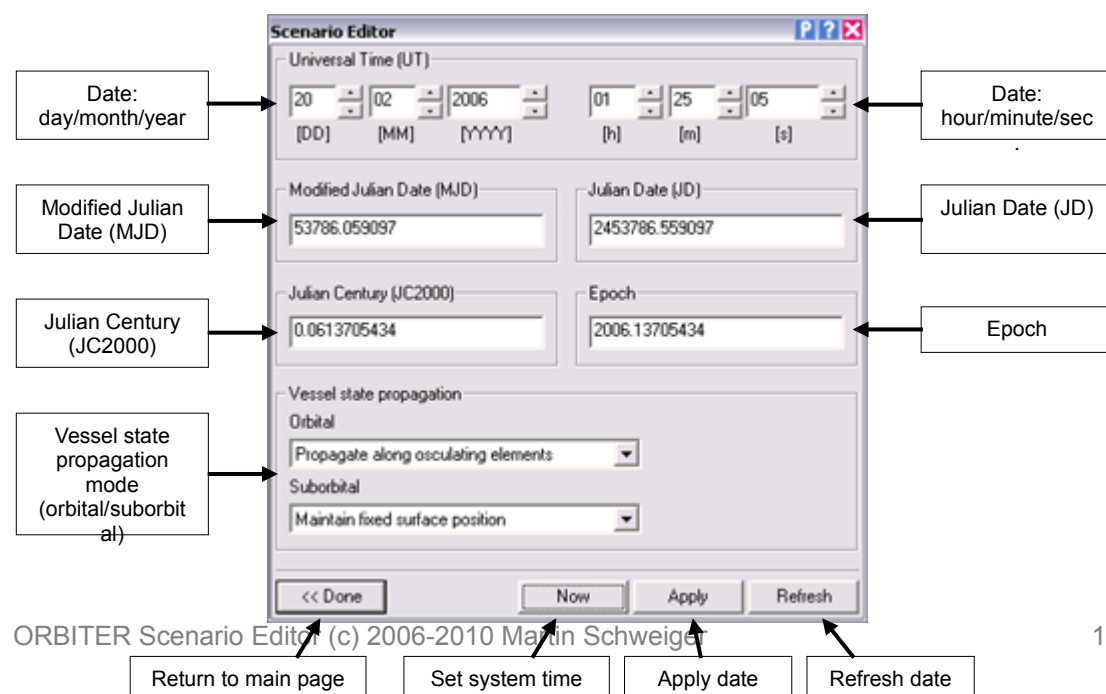 Scenario Editor
Universal Time (UT)
Date:
day/month/year
20 02 2006 01 25 05
[DD] [MM] [YYYY] [h] [m] [s]
Date:
hour/minute/sec
.
Modified Julian
Date (MJD)
Modified Julian Date (MJD)
53786.059097
Julian Date (JD)
2453786.559097
Julian Date (JD)
Julian Century
(JC2000)
Julian Century (JC2000)
0.0613705434
Epoch
2006.13705434
Epoch
Vessel state
propagation
mode
(orbital/suborbit
al)
Vessel state propagation
Orbital
Propagate along osculating elements
Suborbital
Maintain fixed surface position
<< Done Now Apply Refresh
ORBITER Scenario Editor (c) 2006-2010 Martin Schweiger 1
Return to main page Set system time Apply date Refresh date